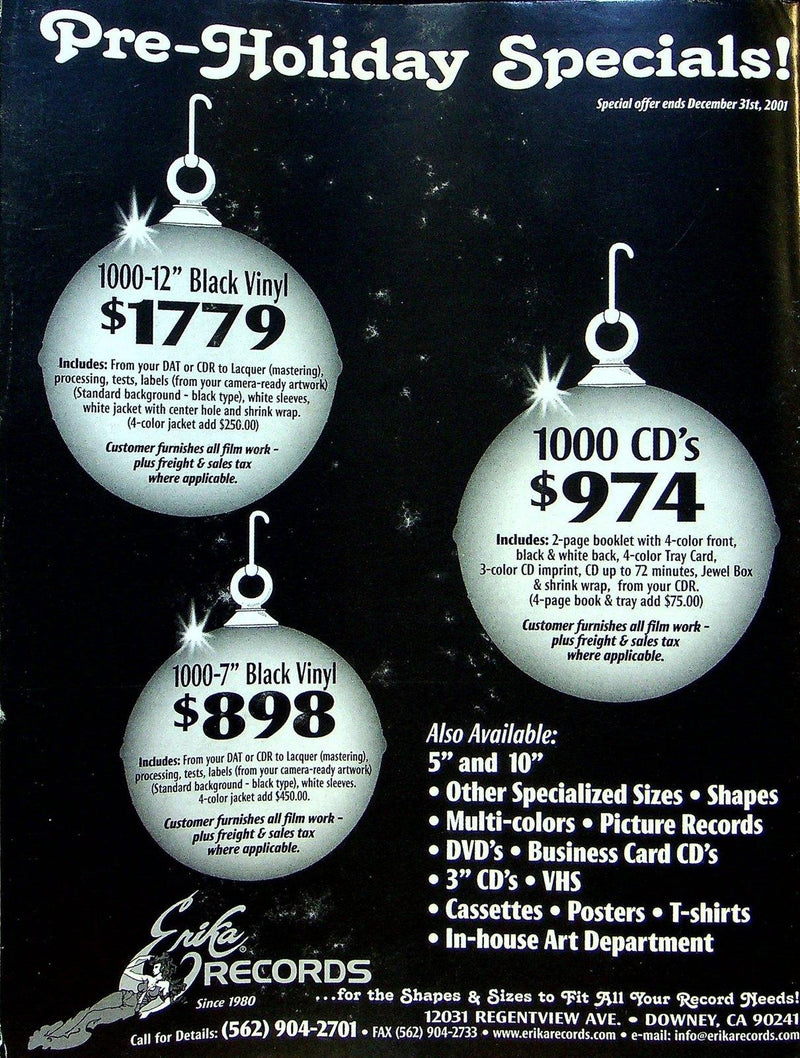 Pre-Holiday Specials!
Special offer ends December 31st, 2001
1000-12” Black Vinyl
$1779
Includes: From your DAT or CDR to Lacquer (mastering),
processing, tests, labels (from your camera-ready artwork)
(Standard background - black type), white sleeves,
white jacket with center hole and shrink wrap.
(4-color jacket add $250.00)
Customer furnishes all film work -
plus freight & sales tax
where applicable.
1000 CD’s
$974
Includes: 2-page booklet with 4-color front,
black & white back, 4-color Tray Card,
3-color CD imprint, CD up to 72 minutes, Jewel Box
& shrink wrap, from your CDR.
(4-page book & tray add $75.00)
Customer furnishes all film work -
plus freight & sales tax
where applicable.
1000-7” Black Vinyl
$898
Includes: From your DAT or CDR to Lacquer (mastering),
processing, tests, labels (from your camera-ready artwork)
(Standard background - black type), white sleeves.
4-color jacket add $450.00.
Customer furnishes all film work -
plus freight & sales tax
where applicable.
Also Available:
5” and 10”
• Other Specialized Sizes • Shapes
• Multi-colors • Picture Records
• DVD’s • Business Card CD’s
• 3” CD’s • VHS
• Cassettes • Posters • T-shirts
• In-house Art Department
Erika®
RECORDS
Since 1980
...for the Shapes & Sizes to Fit All Your Record Needs!
12031 REGENTVIEW AVE. • DOWNEY, CA 90241
Call for Details: (562) 904-2701 • FAX (562) 904-2733 • www.erikarecords.com • e-mail: info@erikarecords.com